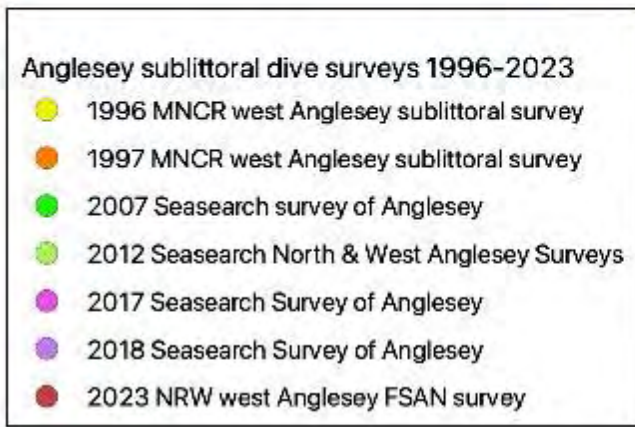 Anglesey sublittoral dive surveys 1996-2023
1996 MNCR west Anglesey sublittoral survey
1997 MNCR west Anglesey sublittoral survey
2007 Seasearch survey of Anglesey
2012 Seasearch North & West Anglesey Surveys
2017 Seasearch Survey of Anglesey
2018 Seasearch Survey of Anglesey
2023 NRW west Anglesey FSAN survey